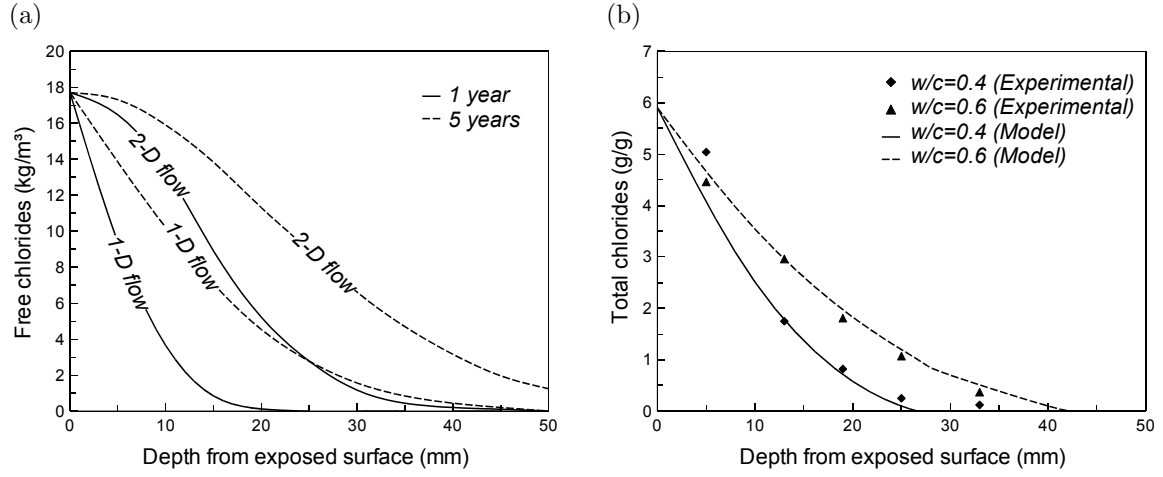 (a)
20
18
16
14
12
10
8
6
4
2
0
Free chlorides (kg/m³)
1 year
5 years
2-D flow
1-D flow
1-D flow
2-D flow
0 10 20 30 40 50
Depth from exposed surface (mm)
(b)
7
6
5
4
3
2
1
0
Total chlorides (g/g)
w/c=0.4 (Experimental)
w/c=0.6 (Experimental)
w/c=0.4 (Model)
w/c=0.6 (Model)
0 10 20 30 40 50
Depth from exposed surface (mm)